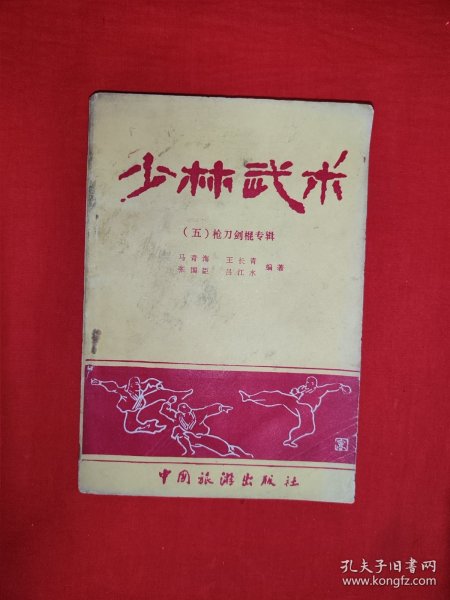 少林武术
（五）枪刀剑棍专辑
马青海 王长青
张国臣 吕江水
编著
中国旅游出版社
孔夫子旧书网
www.kongfz.com